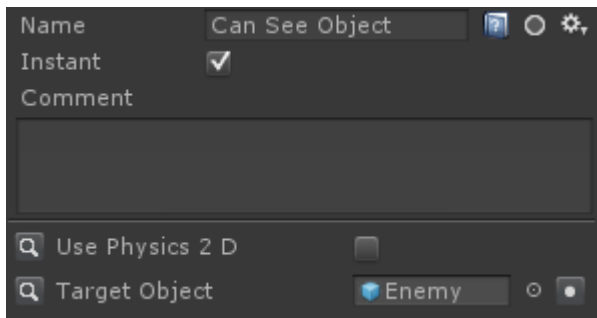 Name Can See Object
Instant
Comment
Use Physics 2 D
Target Object Enemy